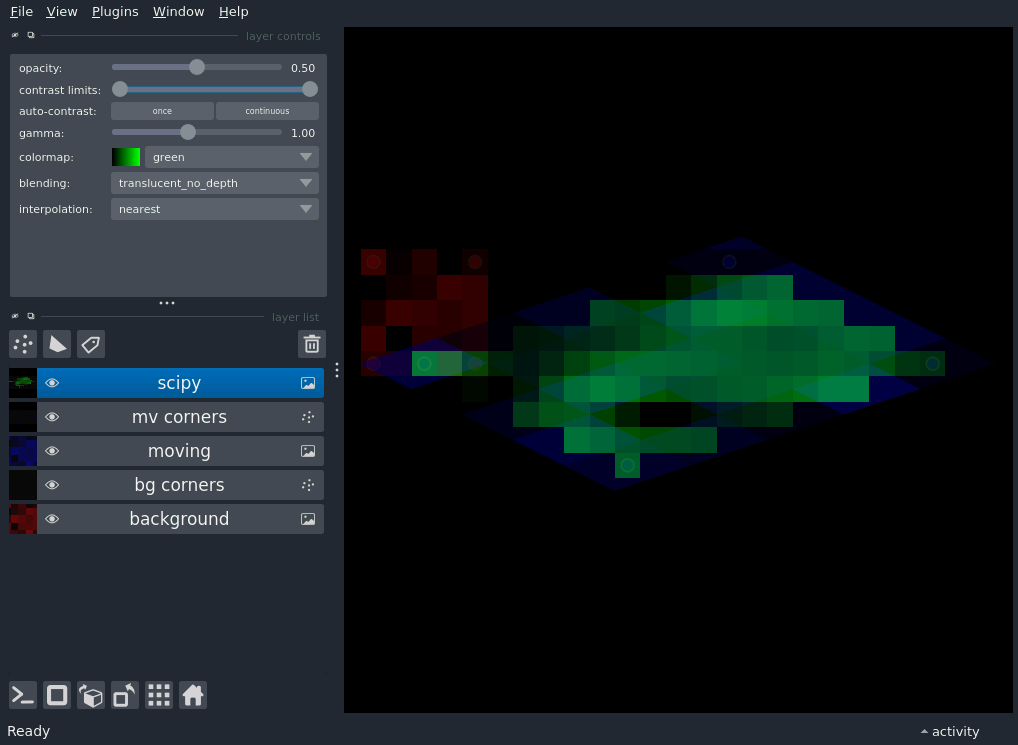 File View Plugins Window Help
layer controls
opacity: 0.50
contrast limits:
auto-contrast: once continuous
gamma: 1.00
colormap: green
blending: translucent_no_depth
interpolation: nearest
layer list
scipy
mv corners
moving
bg corners
background
Ready activity